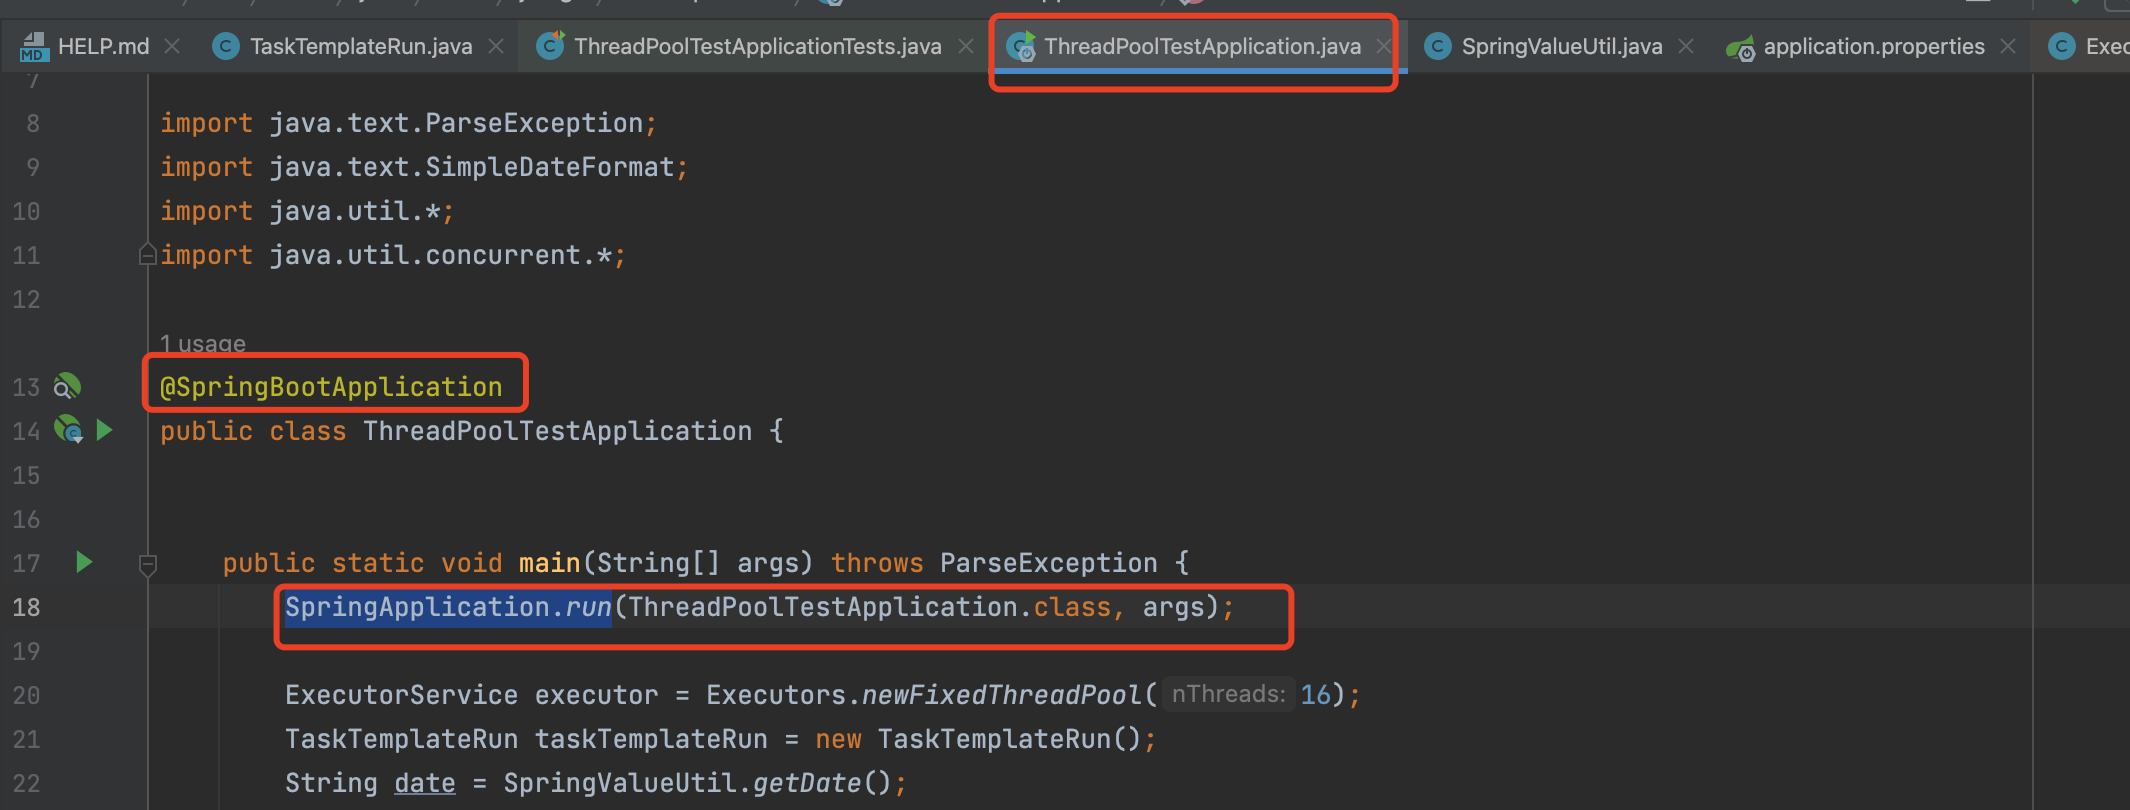 HELP.md TaskTemplateRun.java ThreadPoolTestApplicationTests.java ThreadPoolTestApplication.java SpringValueUtil.java application.properties Exec
7
8 import java.text.ParseException;
9 import java.text.SimpleDateFormat;
10 import java.util.*;
11 import java.util.concurrent.*;
12
1 usage
13 @SpringBootApplication
14 public class ThreadPoolTestApplication {
15
16
17 public static void main(String[] args) throws ParseException {
18 SpringApplication.run(ThreadPoolTestApplication.class, args);
19
20 ExecutorService executor = Executors.newFixedThreadPool( nThreads: 16);
21 TaskTemplateRun taskTemplateRun = new TaskTemplateRun();
22 String date = SpringValueUtil.getDate();